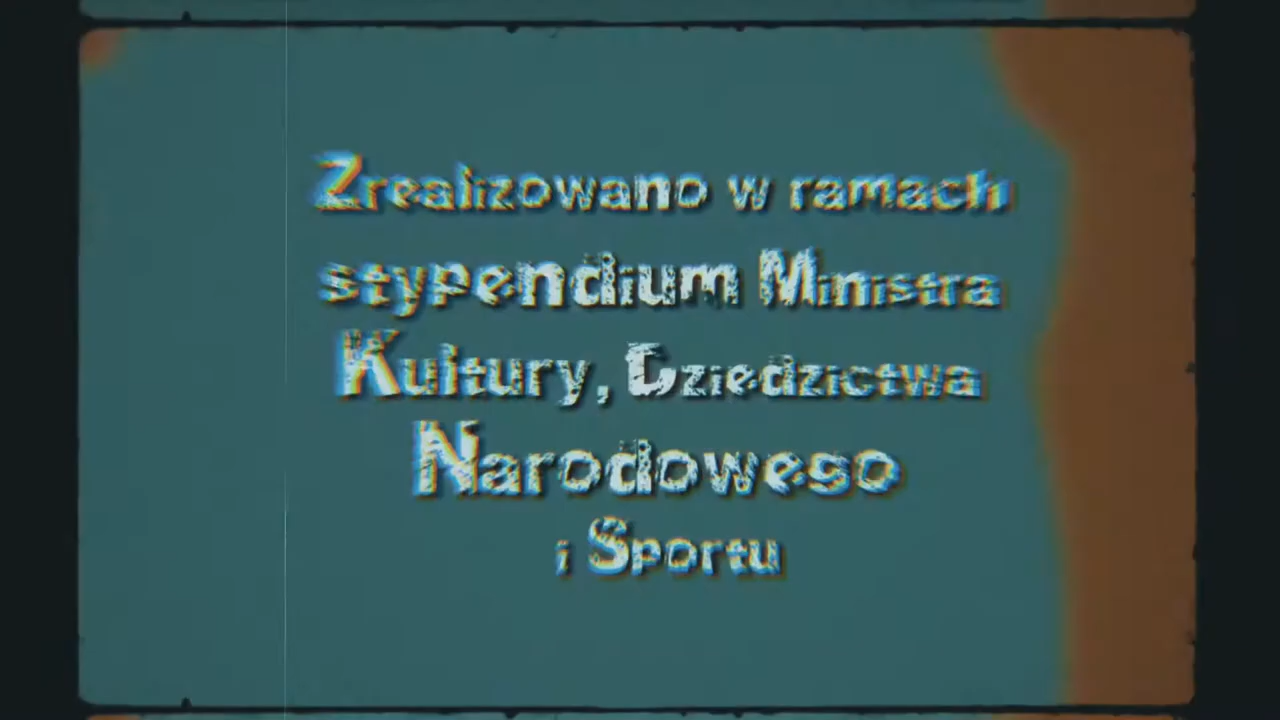 Zrealizowano w ramach
stypendium Ministra
Kultury, Dziedzictwa
Narodowego
i Sportu